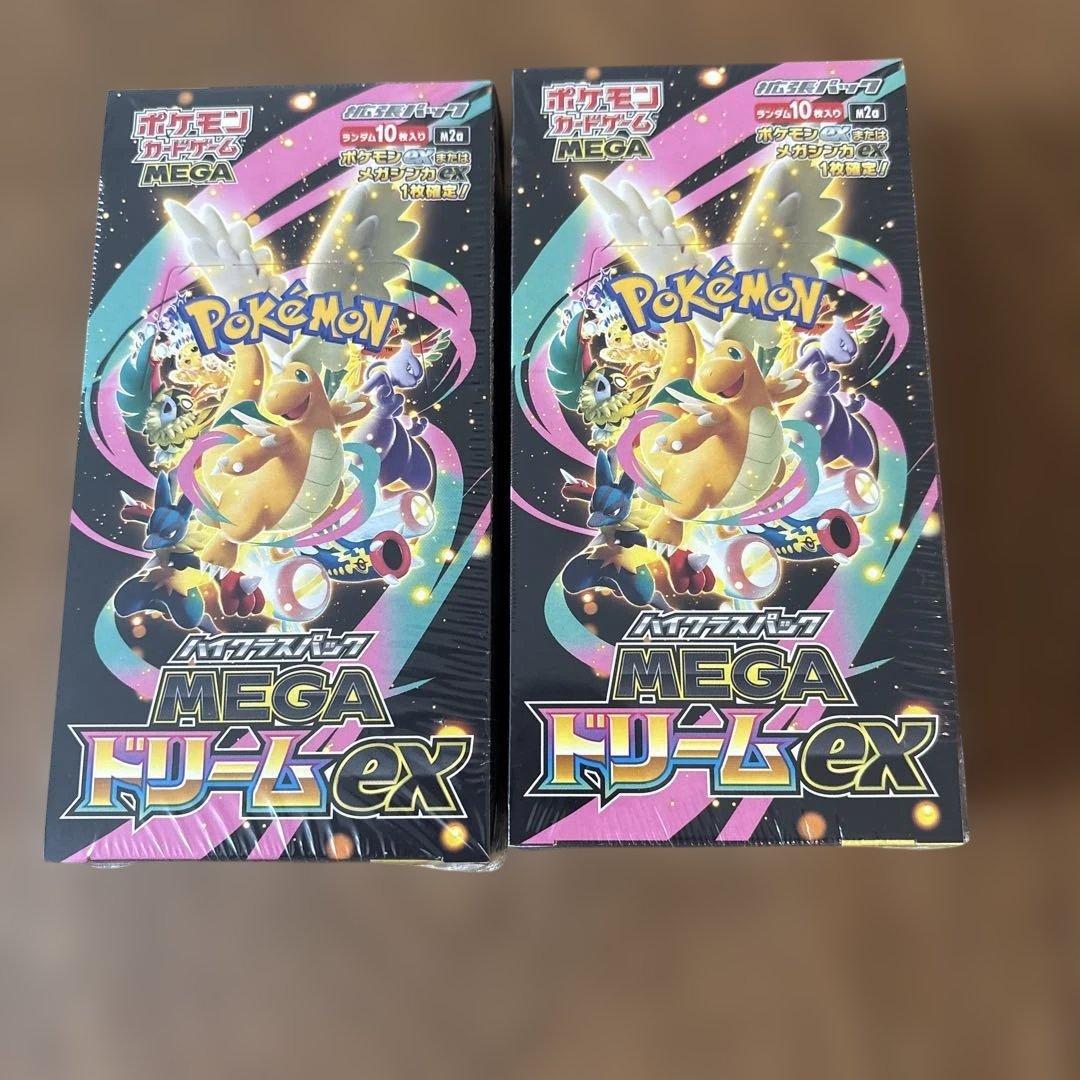 ポケモン
カードゲーム
MEGA
拡張パック
ランダム10枚入り M2a
ポケモンexまたは
メガシンカex
1枚確定!
POKéMON
ハイクラスパック
MEGA
ドリームex
ポケモン
カードゲーム
MEGA
拡張パック
ランダム10枚入り M2a
ポケモンexまたは
メガシンカex
1枚確定!
POKéMON
ハイクラスパック
MEGA
ドリームex